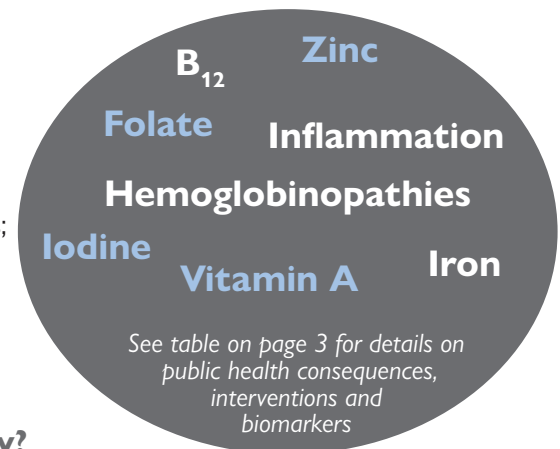 B₁₂
Zinc
Folate
Inflammation
Hemoglobinopathies
;
Iodine
Vitamin A
Iron
See table on page 3 for details on
public health consequences,
interventions and
biomarkers
y?